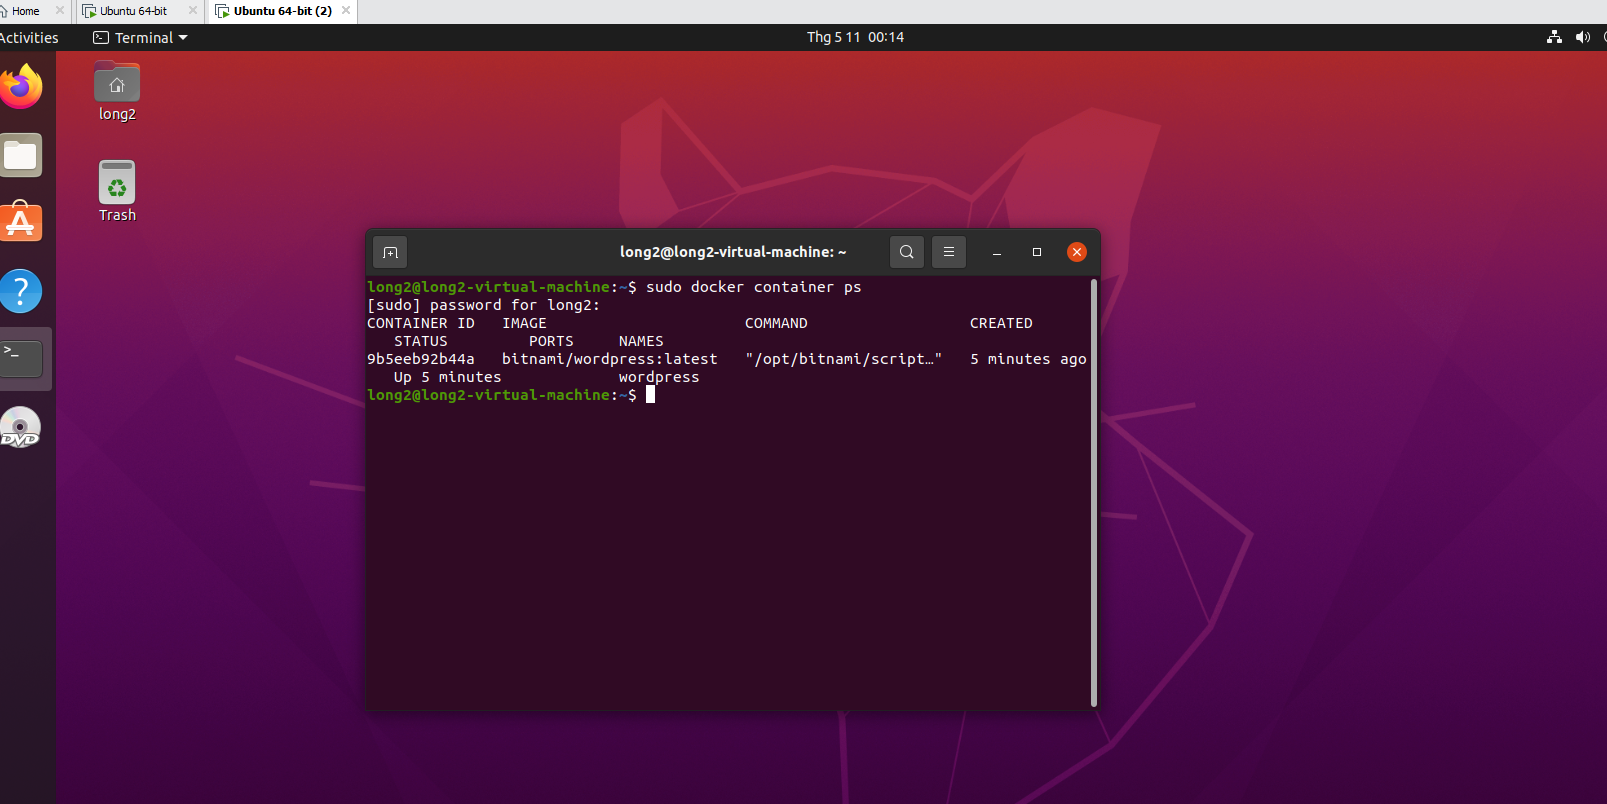 Home
Ubuntu 64-bit
Ubuntu 64-bit (2)
Activities
Terminal
Thg 5 11 00:14
long2
Trash
long2@long2-virtual-machine: ~
long2@long2-virtual-machine:~$ sudo docker container ps
[sudo] password for long2:
CONTAINER ID   IMAGE                      COMMAND                  CREATED
   STATUS         PORTS     NAMES
9b5eeb92b44a   bitnami/wordpress:latest   "/opt/bitnami/script…"   5 minutes ago
   Up 5 minutes             wordpress
long2@long2-virtual-machine:~$
DVD